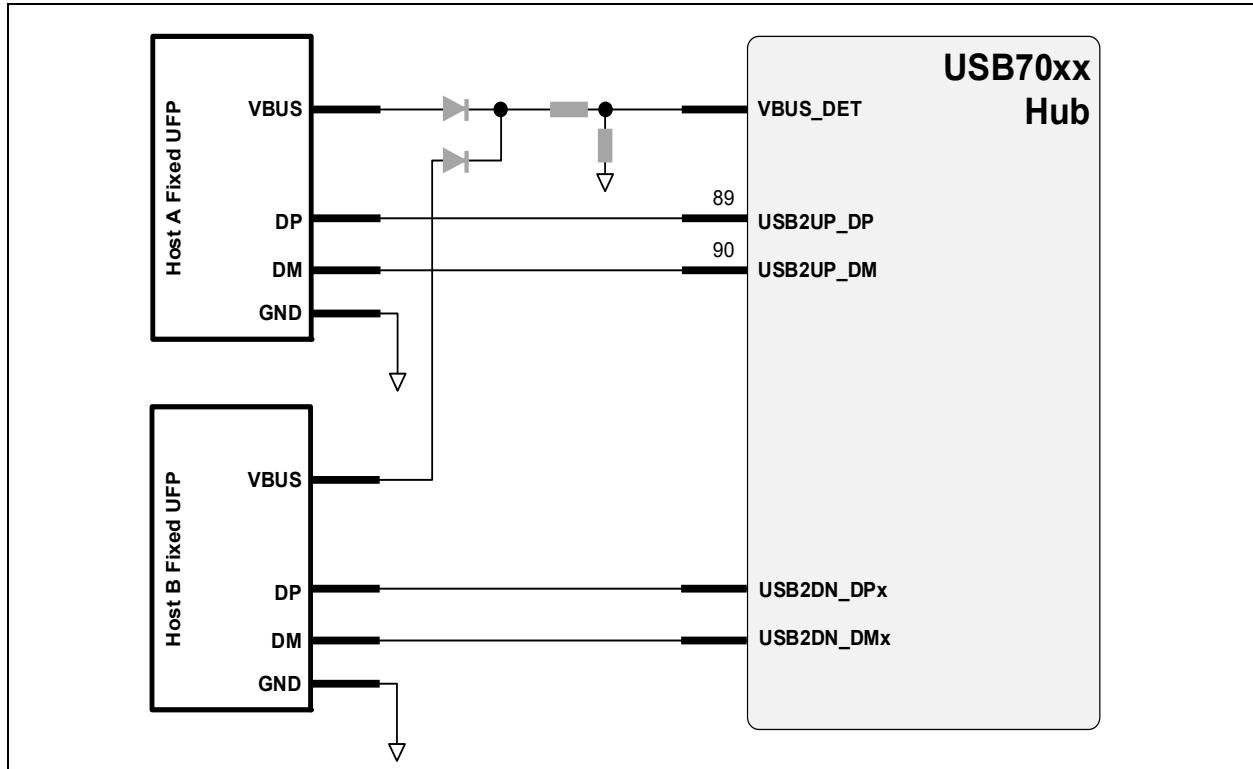 USB70xx
Hub
Host A Fixed UFP
VBUS
DP
DM
GND
VBUS_DET
89
USB2UP_DP
90
USB2UP_DM
Host B Fixed UFP
VBUS
DP
DM
GND
USB2DN_DPx
USB2DN_DMx